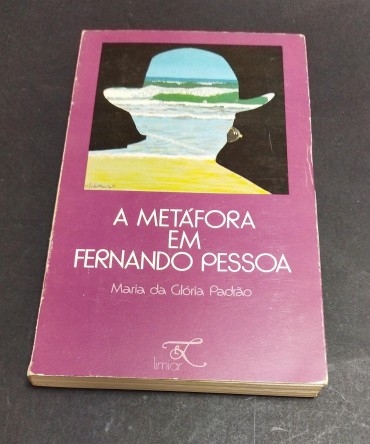 A METÁFORA
EM
FERNANDO PESSOA
Maria da Glória Padrão
limiar